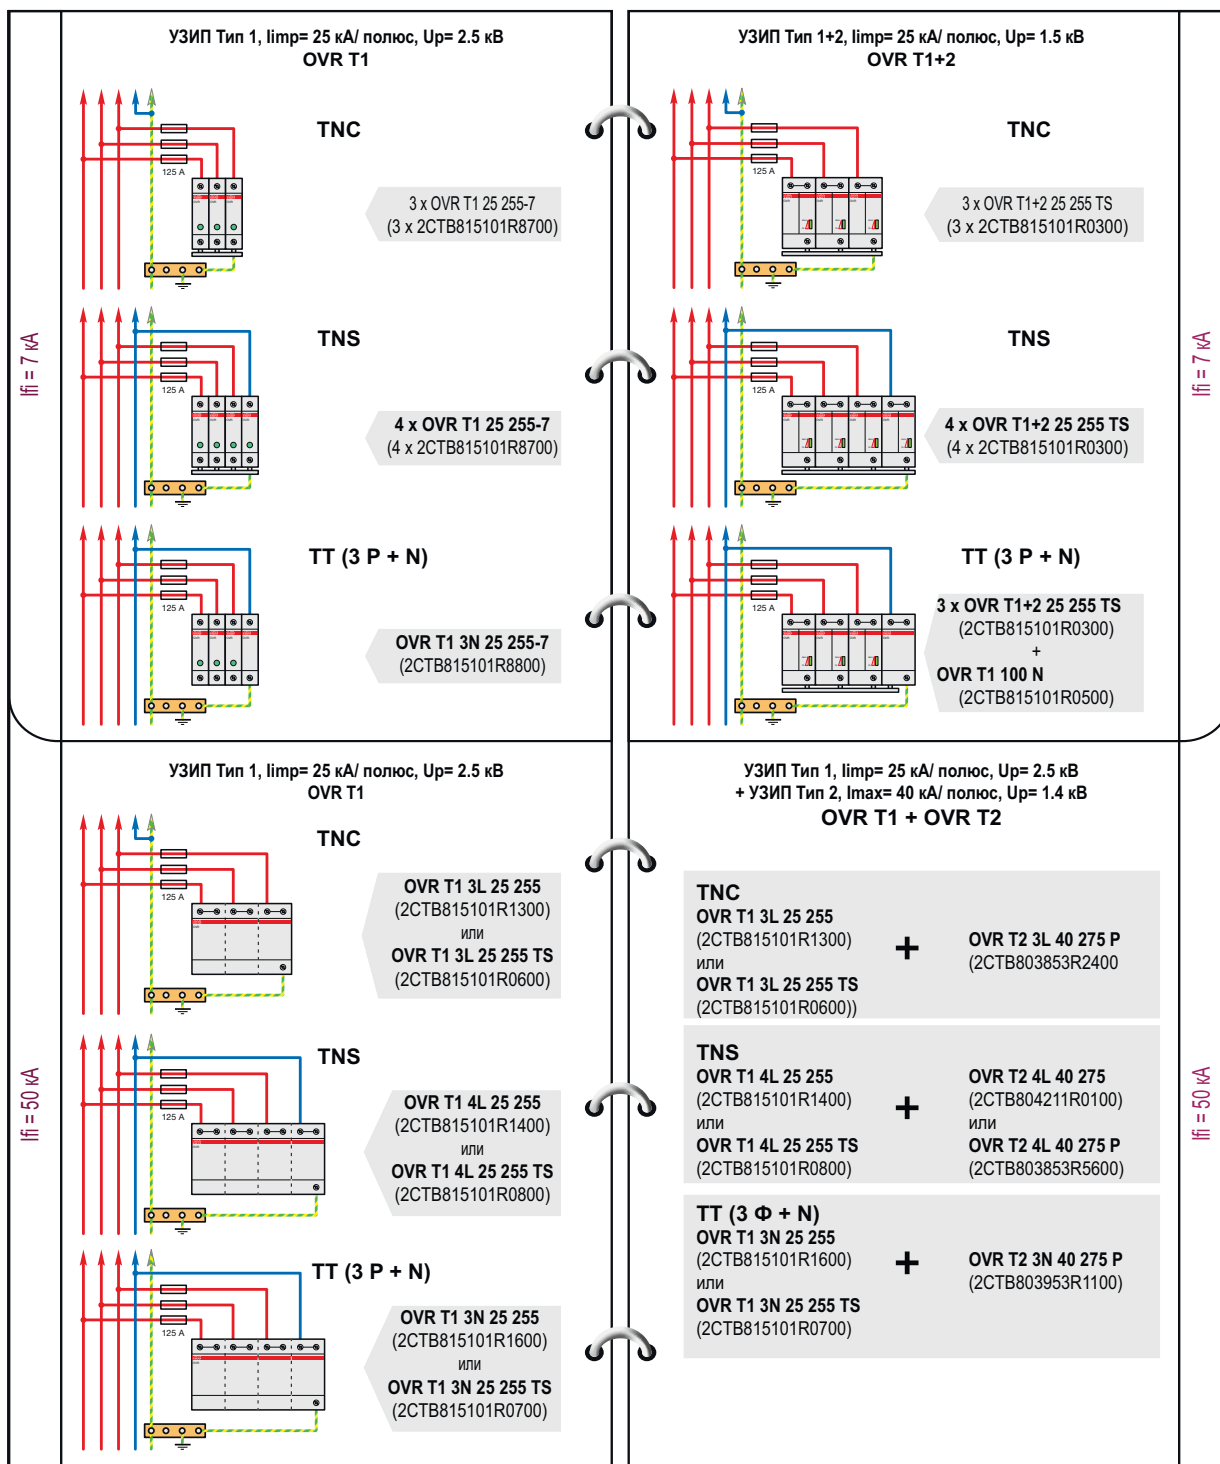 УЗИП Тип 1, Iimp= 25 кА/ полюс, Up= 2.5 кВ
OVR T1
TNC
125 A
3 x OVR T1 25 255-7
(3 x 2CTB815101R8700)
TNS
125 A
4 x OVR T1 25 255-7
(4 x 2CTB815101R8700)
TT (3 P + N)
125 A
OVR T1 3N 25 255-7
(2CTB815101R8800)
Ifi = 7 кА
УЗИП Тип 1+2, Iimp= 25 кА/ полюс, Up= 1.5 кВ
OVR T1+2
TNC
125 A
3 x OVR T1+2 25 255 TS
(3 x 2CTB815101R0300)
TNS
125 A
4 x OVR T1+2 25 255 TS
(4 x 2CTB815101R0300)
TT (3 P + N)
125 A
3 x OVR T1+2 25 255 TS
(2CTB815101R0300)
+
OVR T1 100 N
(2CTB815101R0500)
Ifi = 7 кА
УЗИП Тип 1, Iimp= 25 кА/ полюс, Up= 2.5 кВ
OVR T1
TNC
125 A
OVR T1 3L 25 255
(2CTB815101R1300)
или
OVR T1 3L 25 255 TS
(2CTB815101R0600)
TNS
125 A
OVR T1 4L 25 255
(2CTB815101R1400)
или
OVR T1 4L 25 255 TS
(2CTB815101R0800)
TT (3 P + N)
125 A
OVR T1 3N 25 255
(2CTB815101R1600)
или
OVR T1 3N 25 255 TS
(2CTB815101R0700)
Ifi = 50 кА
УЗИП Тип 1, Iimp= 25 кА/ полюс, Up= 2.5 кВ
+ УЗИП Тип 2, Imax= 40 кА/ полюс, Up= 1.4 кВ
OVR T1 + OVR T2
TNC
OVR T1 3L 25 255
(2CTB815101R1300)
или
OVR T1 3L 25 255 TS
(2CTB815101R0600))
+
OVR T2 3L 40 275 P
(2CTB803853R2400
TNS
OVR T1 4L 25 255
(2CTB815101R1400)
или
OVR T1 4L 25 255 TS
(2CTB815101R0800)
+
OVR T2 4L 40 275
(2CTB804211R0100)
или
OVR T2 4L 40 275 P
(2CTB803853R5600)
TT (3 Ф + N)
OVR T1 3N 25 255
(2CTB815101R1600)
или
OVR T1 3N 25 255 TS
(2CTB815101R0700)
+
OVR T2 3N 40 275 P
(2CTB803953R1100)
Ifi = 50 кА